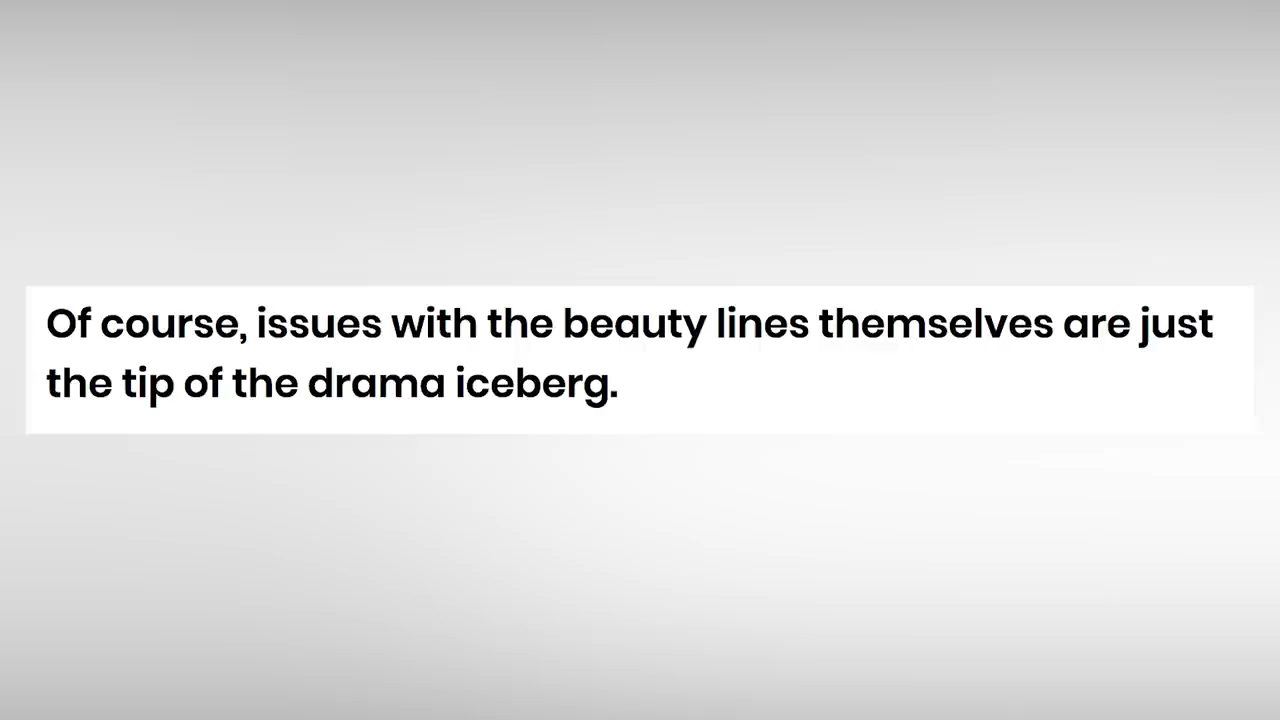 Of course, issues with the beauty lines themselves are just
the tip of the drama iceberg.